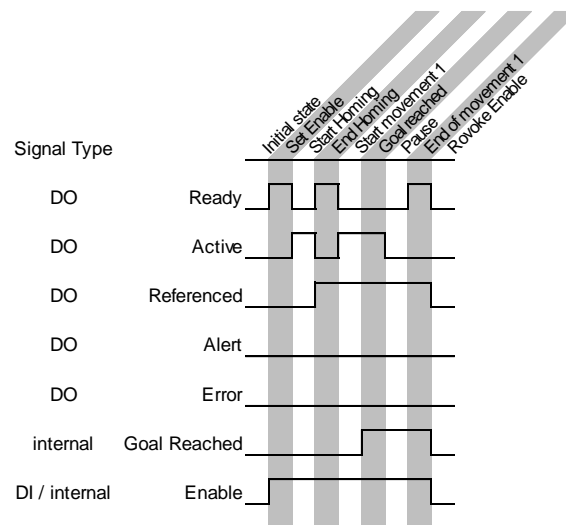 Initial state
Set Enable
Start Homing
End Homing
Start movement 1
Goal reached
Pause
End of movement 1
Rovoke Enable
Signal Type
DO Ready
DO Active
DO Referenced
DO Alert
DO Error
internal Goal Reached
DI / internal Enable